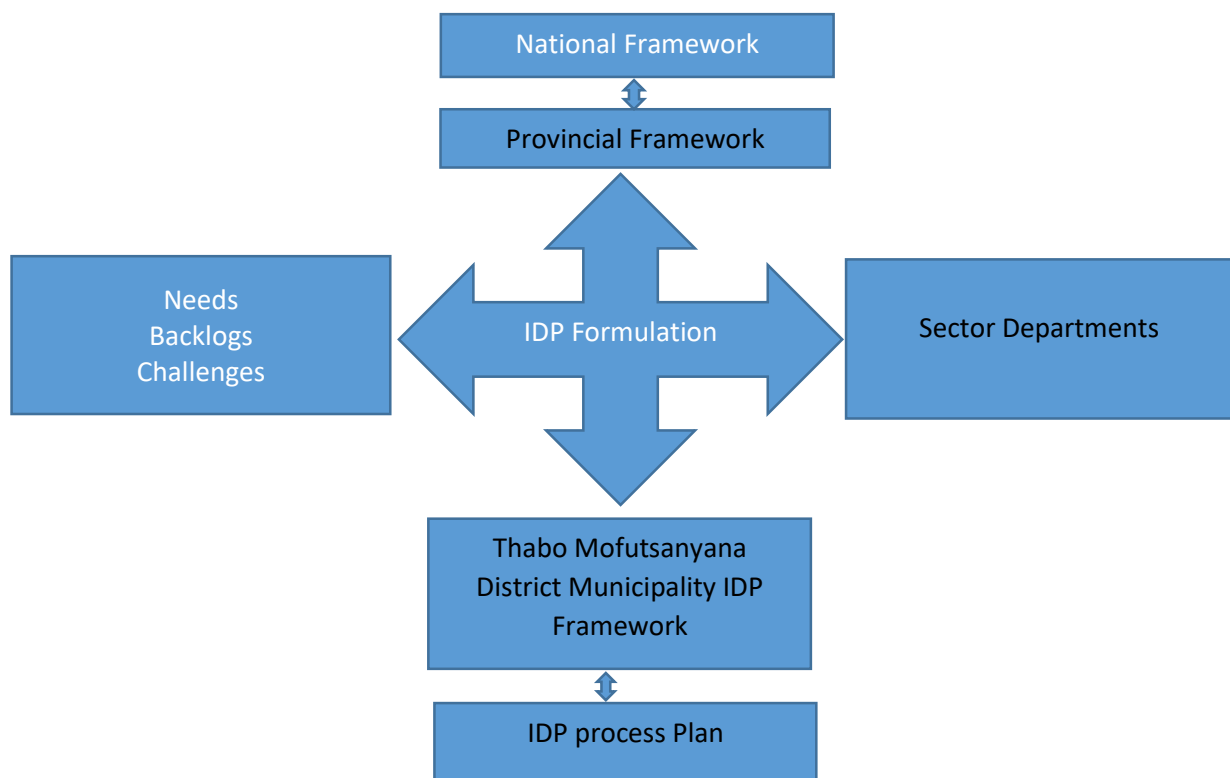 National Framework
Provincial Framework
Needs
Backlogs
Challenges
IDP Formulation
Sector Departments
Thabo Mofutsanyana
District Municipality IDP
Framework
IDP process Plan